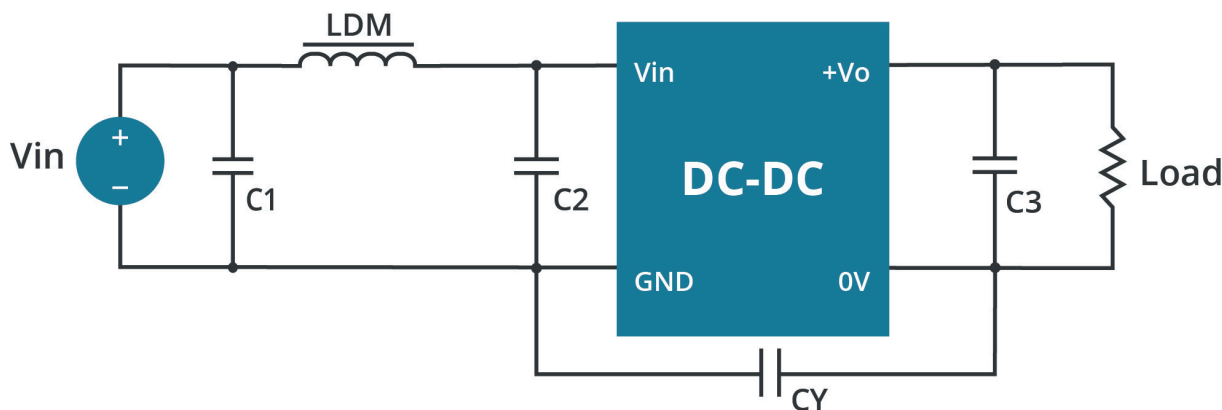 LDM
Vin
+
−
C1
C2
Vin
+Vo
DC-DC
GND
0V
C3
Load
CY